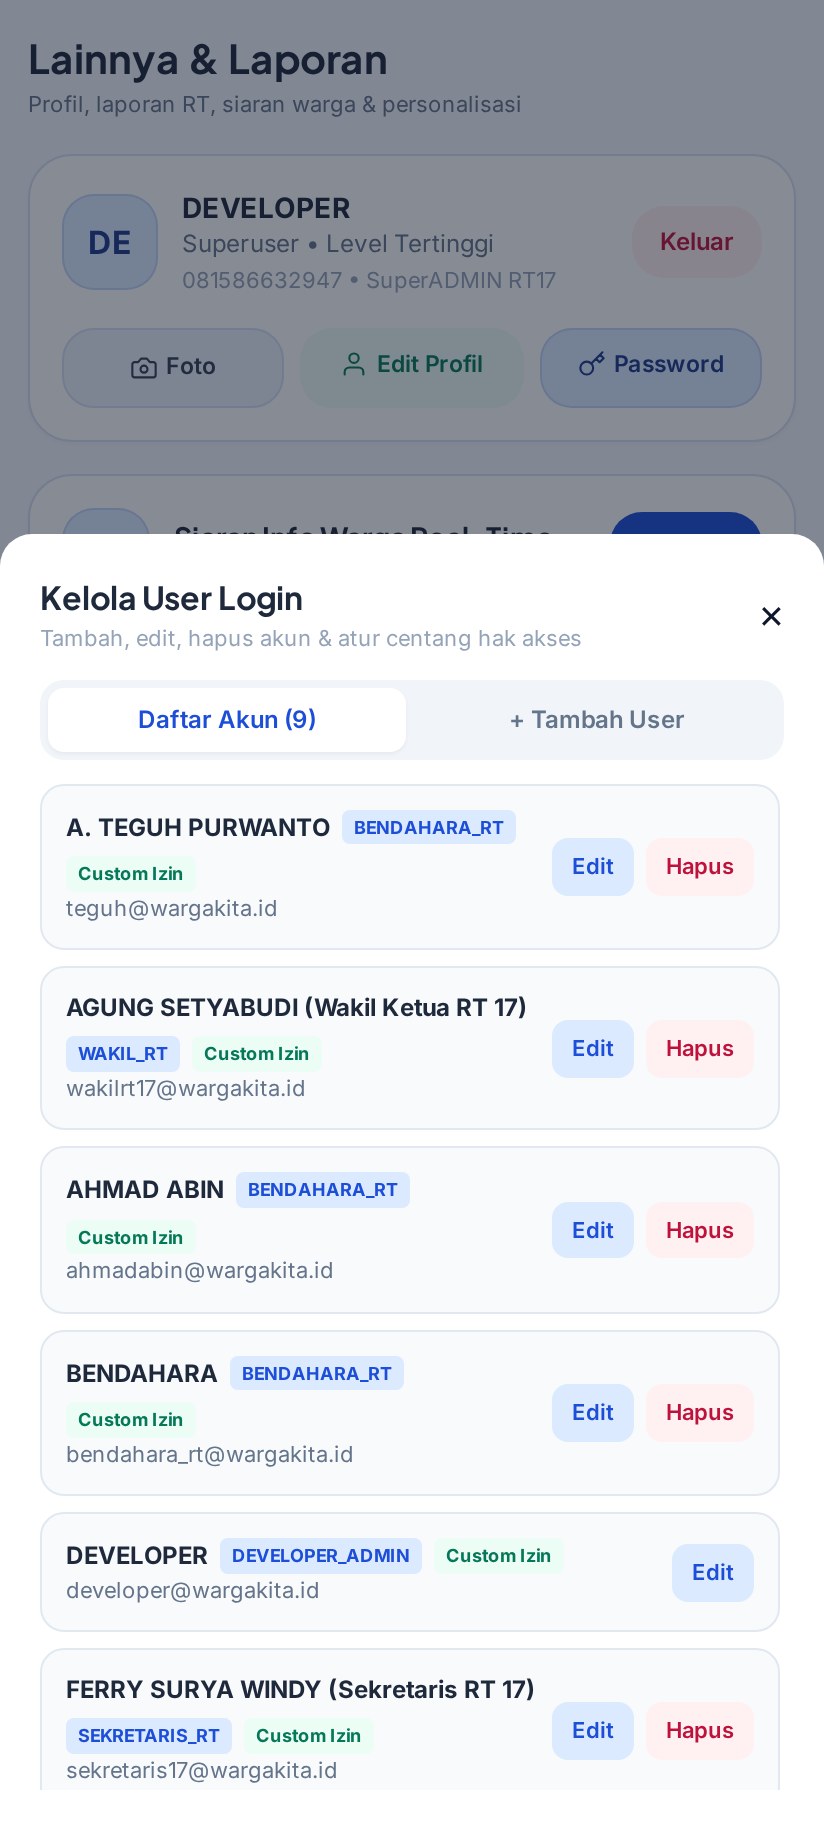 Lainnya & Laporan
Profil, laporan RT, siaran warga & personalisasi
DE
DEVELOPER
Superuser • Level Tertinggi
081586632947 • SuperADMIN RT17
Keluar
Foto
Edit Profil
Password
Siaran Info Warga Real-Time
Kelola User Login
Tambah, edit, hapus akun & atur centang hak akses
×
Daftar Akun (9)
+ Tambah User
A. TEGUH PURWANTO BENDAHARA_RT
Custom Izin
teguh@wargakita.id
Edit Hapus
AGUNG SETYABUDI (Wakil Ketua RT 17)
WAKIL_RT Custom Izin
wakilrt17@wargakita.id
Edit Hapus
AHMAD ABIN BENDAHARA_RT
Custom Izin
ahmadabin@wargakita.id
Edit Hapus
BENDAHARA BENDAHARA_RT
Custom Izin
bendahara_rt@wargakita.id
Edit Hapus
DEVELOPER DEVELOPER_ADMIN Custom Izin
developer@wargakita.id
Edit
FERRY SURYA WINDY (Sekretaris RT 17)
SEKRETARIS_RT Custom Izin
sekretaris17@wargakita.id
Edit Hapus